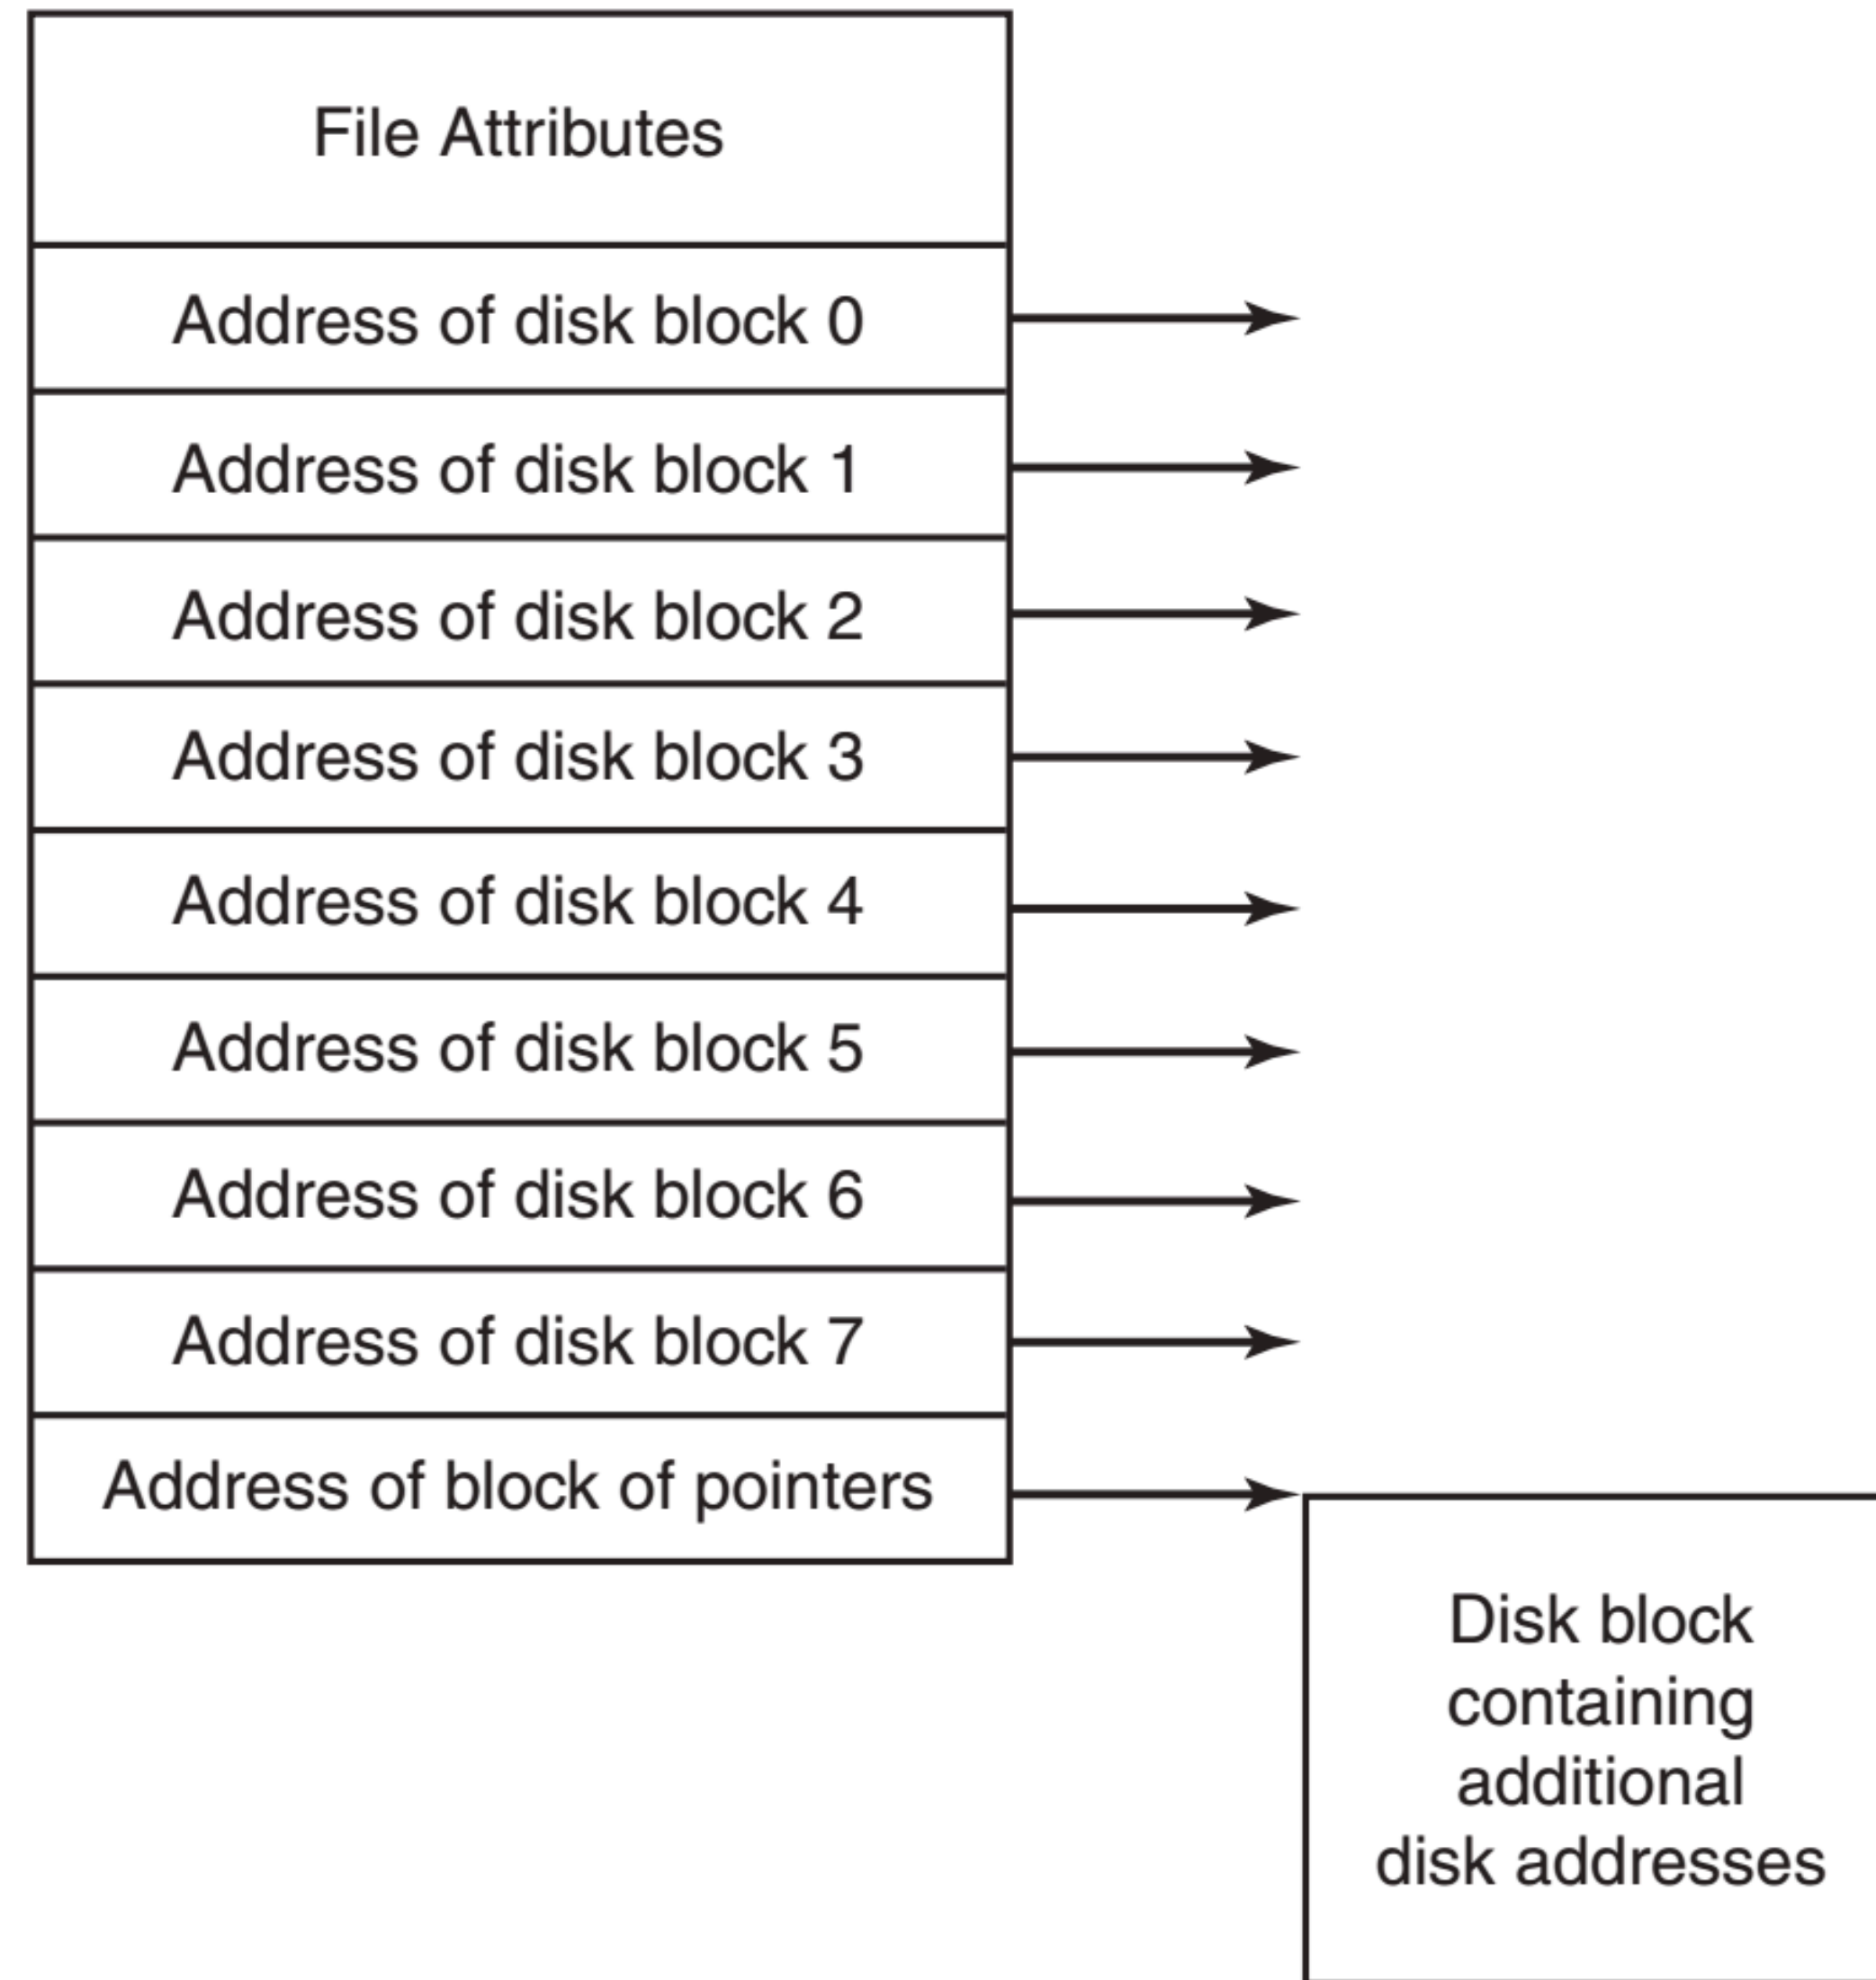 File Attributes
Address of disk block 0
Address of disk block 1
Address of disk block 2
Address of disk block 3
Address of disk block 4
Address of disk block 5
Address of disk block 6
Address of disk block 7
Address of block of pointers
Disk block
containing
additional
disk addresses